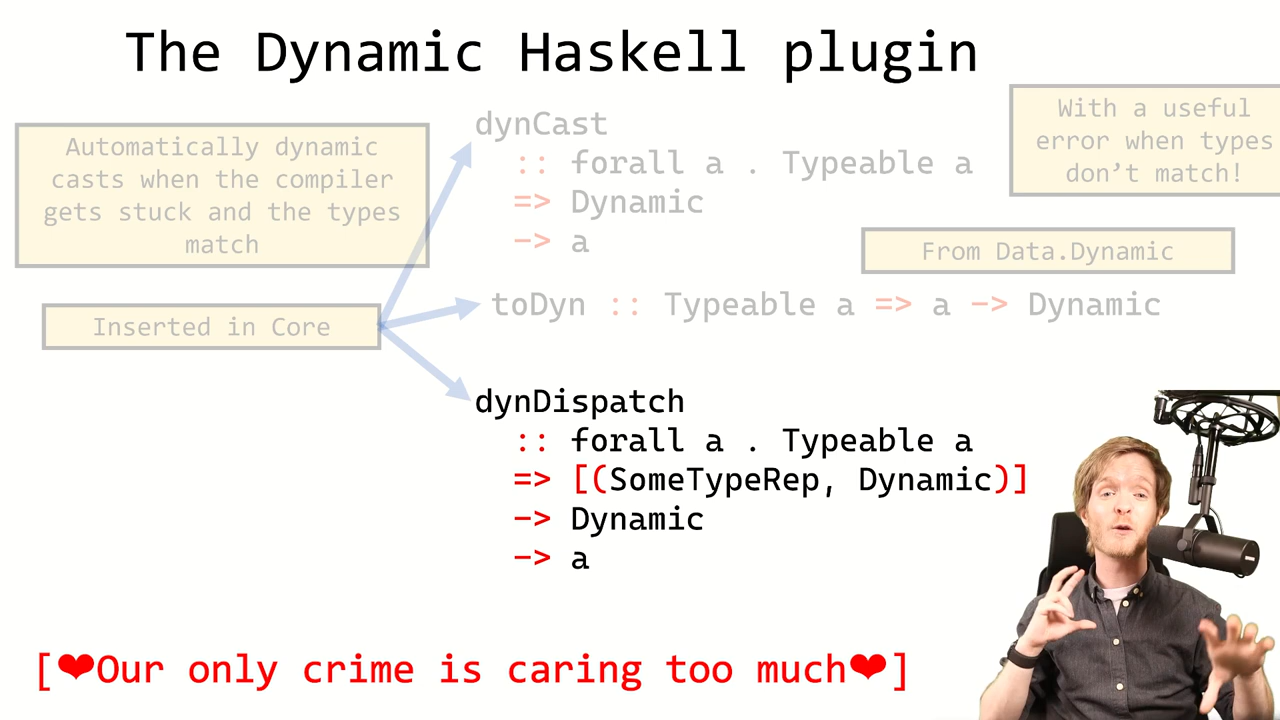 The Dynamic Haskell plugin
Automatically dynamic
casts when the compiler
gets stuck and the types
match
Inserted in Core
dynCast
:: forall a . Typeable a
=> Dynamic
-> a
With a useful
error when types
don't match!
From Data.Dynamic
toDyn :: Typeable a => a -> Dynamic
dynDispatch
:: forall a . Typeable a
=> [(SomeTypeRep, Dynamic)]
-> Dynamic
-> a
[❤Our only crime is caring too much❤]